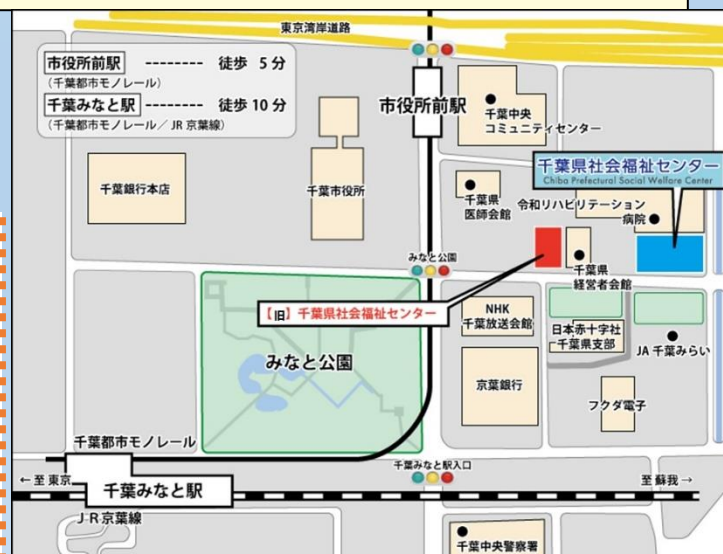 東京湾岸道路
市役所前駅 -------- 徒歩 5分
（千葉都市モノレール）
千葉みなと駅 -------- 徒歩 10分
（千葉都市モノレール／JR 京葉線）
市役所前駅
千葉中央
コミュニティセンター
千葉県社会福祉センター
Chiba Prefectural Social Welfare Center
千葉銀行本店
千葉市役所
千葉県
医師会館
令和リハビリテーション
病院
みなと公園
千葉県
経営者会館
【旧】千葉県社会福祉センター
NHK
千葉放送会館
日本赤十字社
千葉県支部
JA 千葉みらい
みなと公園
京葉銀行
フクダ電子
千葉都市モノレール
千葉みなと駅入口
← 至 東京
至 蘇我 →
千葉みなと駅
JR京葉線
千葉中央警察署